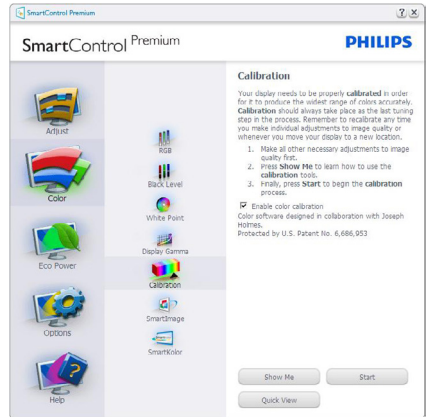 SmartControl Premium
? ×
SmartControl Premium
PHILIPS
Adjust
Color
Eco Power
Options
Help
RGB
Black Level
White Point
Display Gamma
Calibration
SmartImage
SmartKolor
Calibration
Your display needs to be properly calibrated in order
for it to produce the widest range of colors accurately.
Calibration should always take place as the last tuning
step in the process. Remember to recalibrate any time
you make individual adjustments to image quality or
whenever you move your display to a new location.
1. Make all other necessary adjustments to image
quality first.
2. Press Show Me to learn how to use the
calibration tools.
3. Finally, press Start to begin the calibration
process.
Enable color calibration
Color software designed in collaboration with Joseph
Holmes.
Protected by U.S. Patent No. 6,686,953
Show Me
Start
Quick View